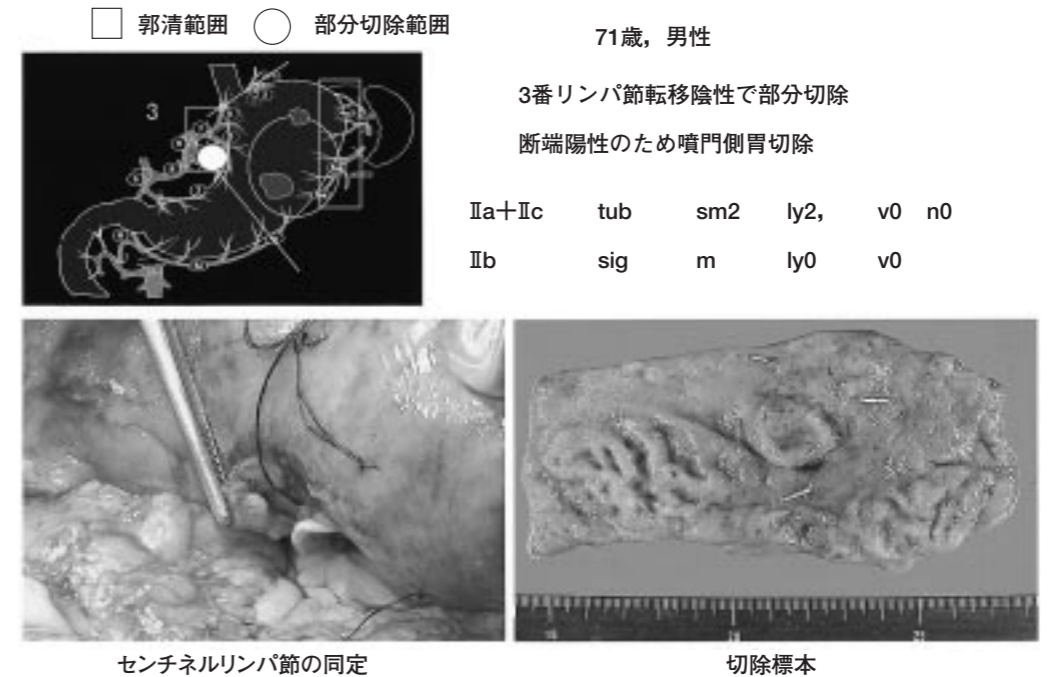 郭清範囲 部分切除範囲
71歳，男性
3
3番リンパ節転移陰性で部分切除
断端陽性のため噴門側胃切除
Ⅱa＋Ⅱc tub sm2 ly2， v0 n0
Ⅱb sig m ly0 v0
センチネルリンパ節の同定
切除標本